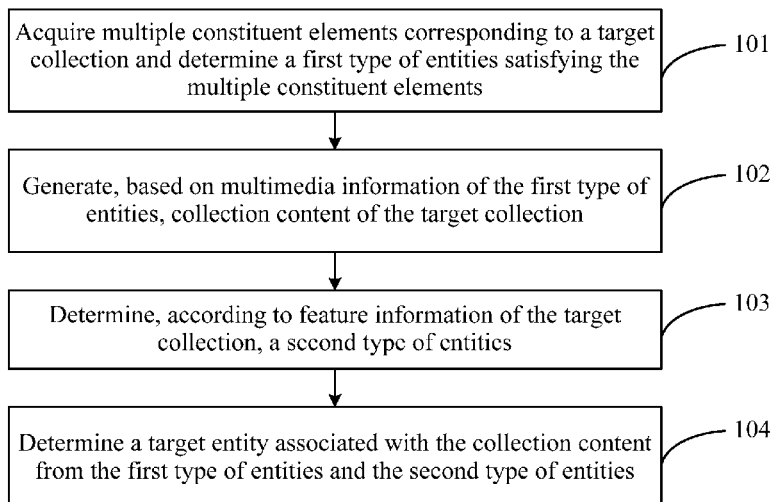 Acquire multiple constituent elements corresponding to a target
collection and determine a first type of entities satisfying the
multiple constituent elements
101
Generate, based on multimedia information of the first type of
entities, collection content of the target collection
102
Determine, according to feature information of the target
collection, a second type of entities
103
Determine a target entity associated with the collection content
from the first type of entities and the second type of entities
104